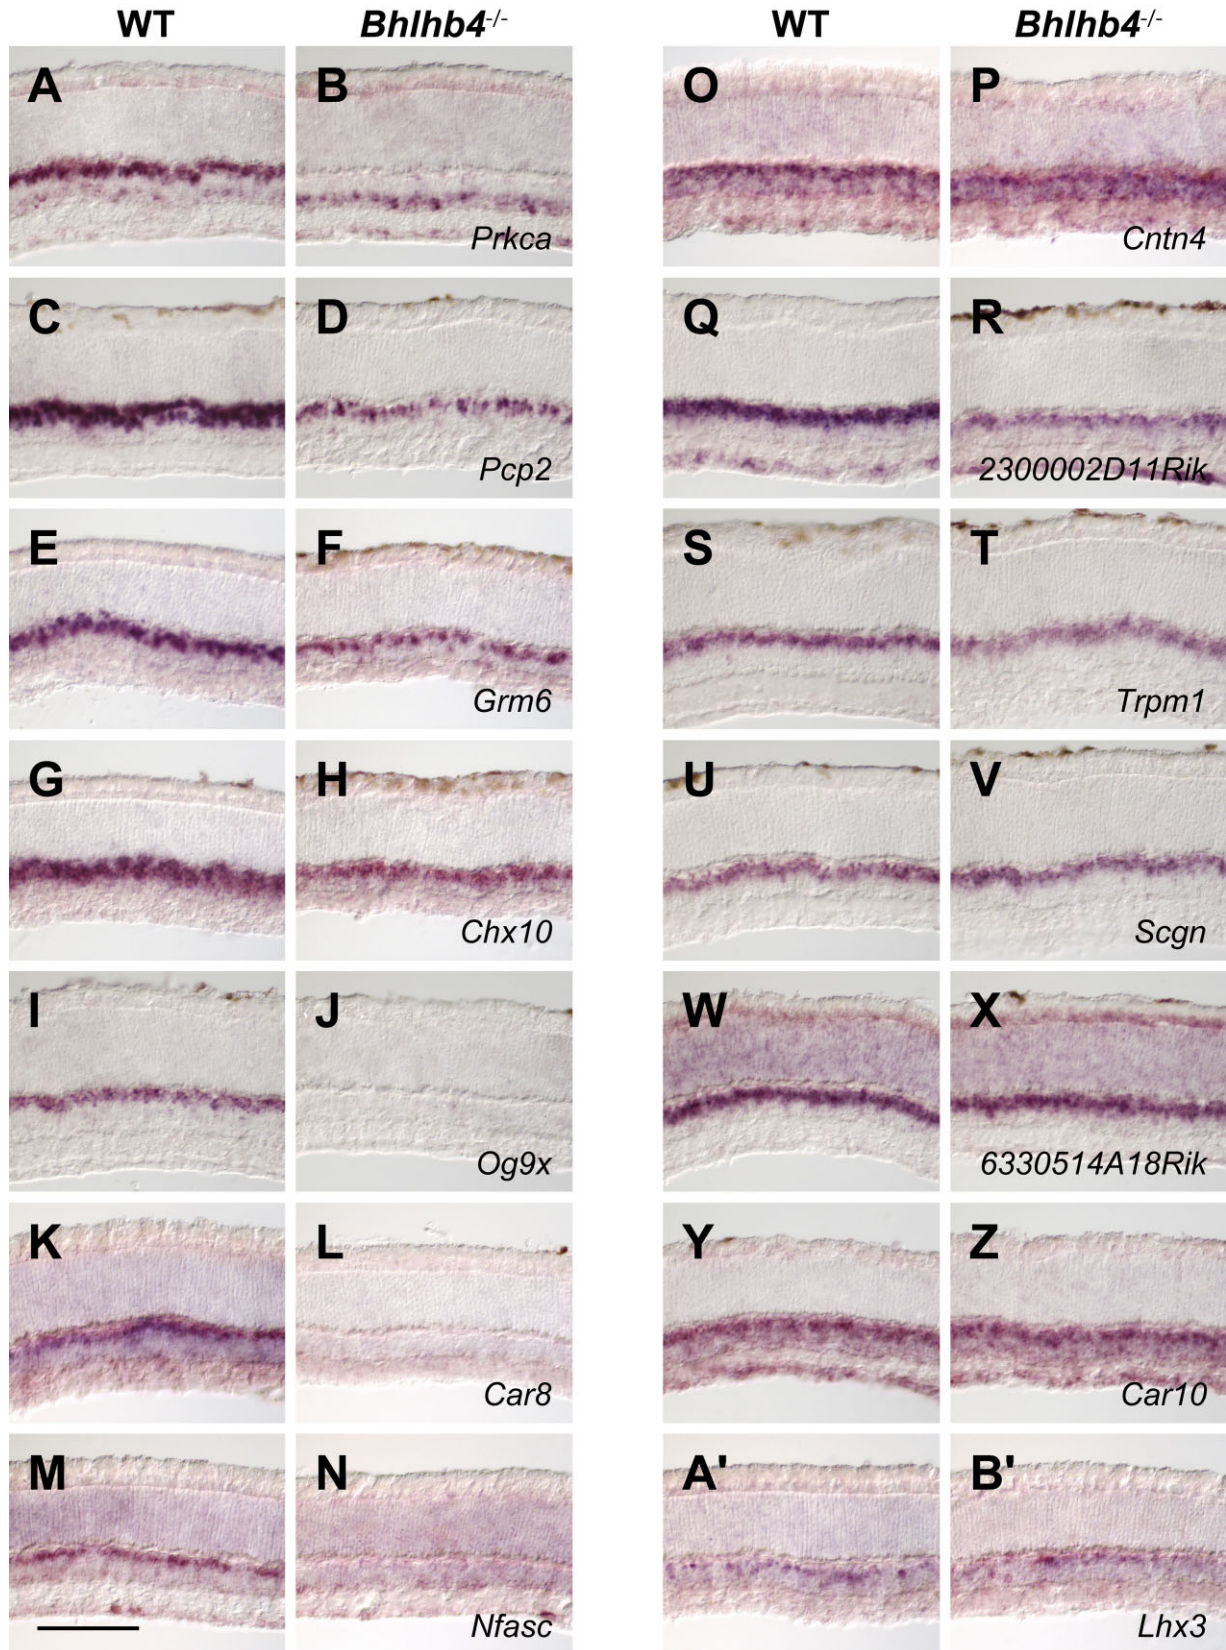 WT Bhlhb4-/- WT Bhlhb4-/-
A B O P
Prkca Cntn4
C D Q R
Pcp2 2300002D11Rik
E F S T
Grm6 Trpm1
G H U V
Chx10 Scgn
I J W X
Og9x 6330514A18Rik
K L Y Z
Car8 Car10
M N A' B'
Nfasc Lhx3